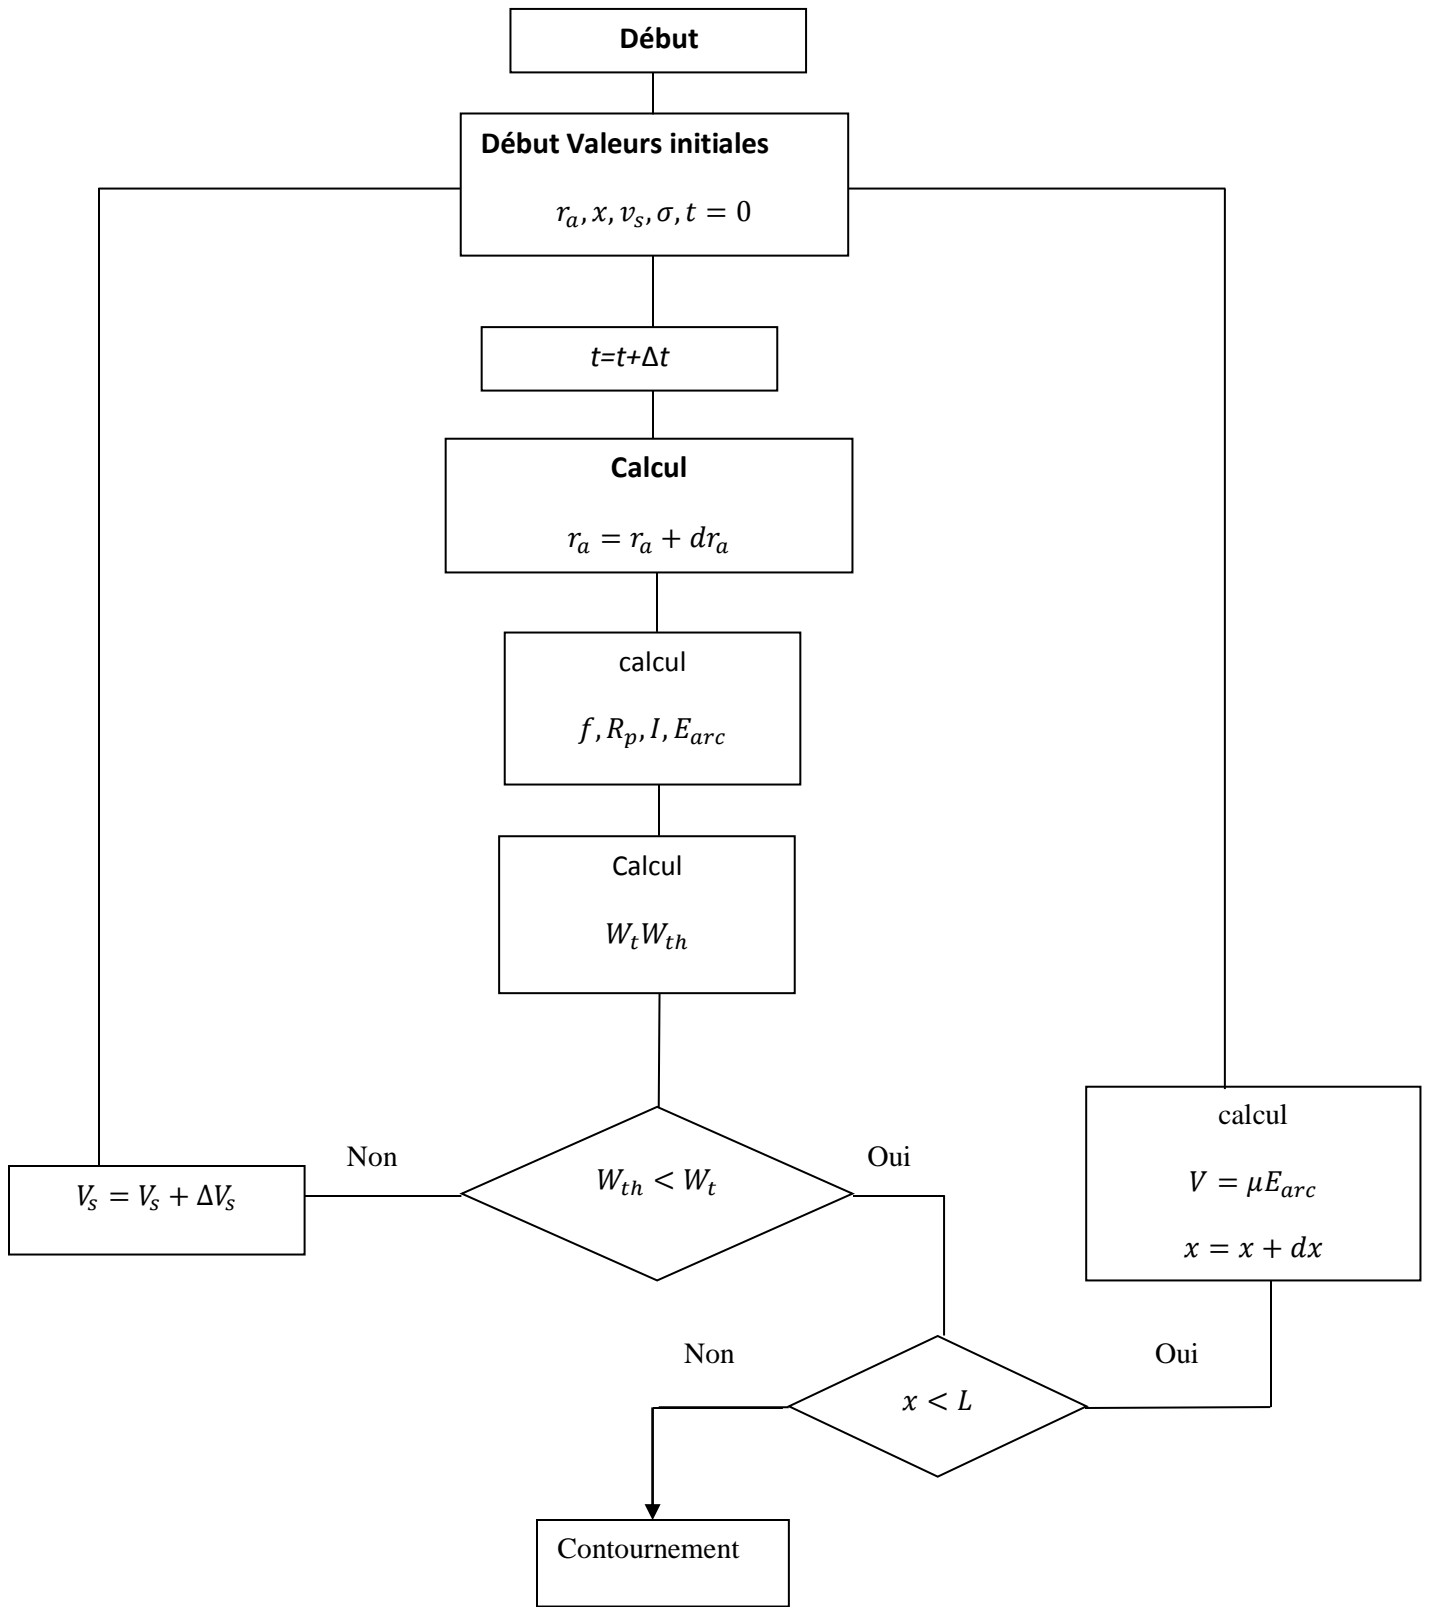 Début
Début Valeurs initiales
r_a, x, v_s, σ, t = 0
t=t+Δt
Calcul
r_a = r_a + dr_a
calcul
f, R_p, I, E_arc
Calcul
W_t W_th
W_th < W_t
Non
Oui
V_s = V_s + ΔV_s
calcul
V = μE_arc
x = x + dx
x < L
Non
Oui
Contournement